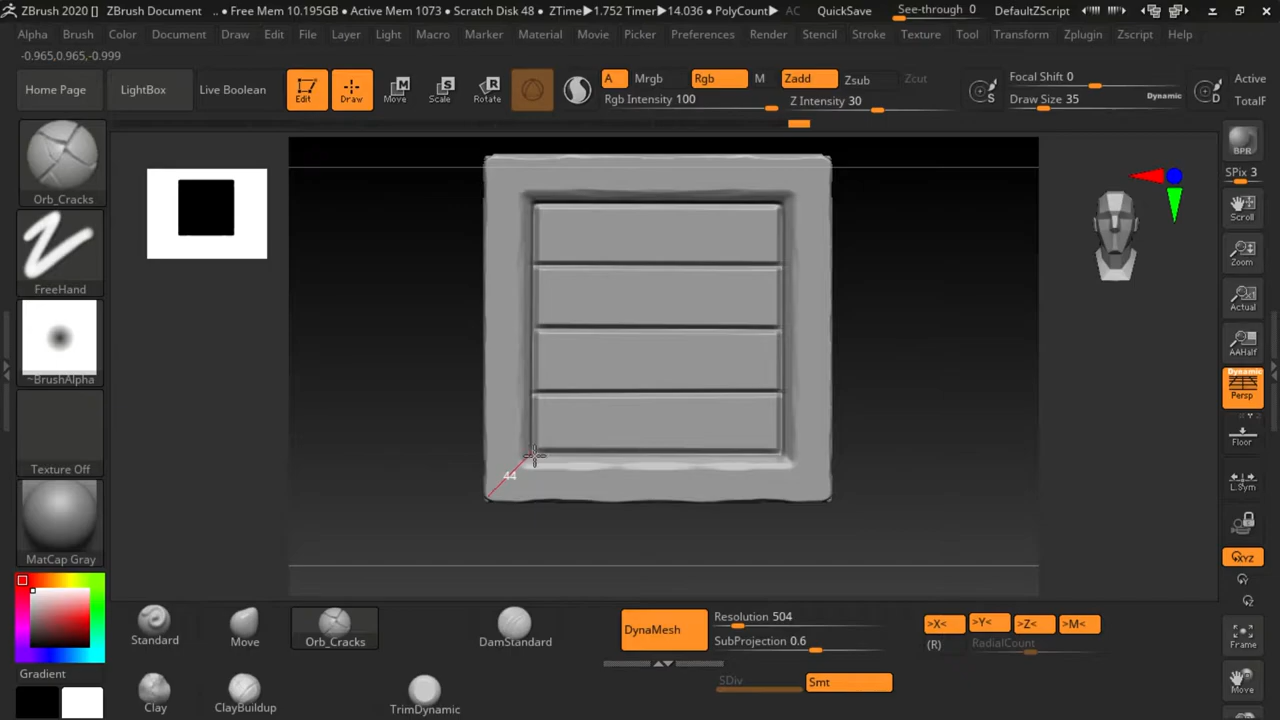 ZBrush 2020 [] ZBrush Document .. ● Free Mem 10.195GB ● Active Mem 1073 ● Scratch Disk 48 ● ZTime▶1.752 Timer▶14.036 ● PolyCount▶ AC QuickSave See-through 0 DefaultZScript
Alpha Brush Color Document Draw Edit File Layer Light Macro Marker Material Movie Picker Preferences Render Stencil Stroke Texture Tool Transform Zplugin Zscript Help
-0.965,0.965,-0.999
Home Page LightBox Live Boolean Edit Draw Move Scale Rotate
A Mrgb Rgb M Zadd Zsub Zcut
Rgb Intensity 100 Z Intensity 30
S Focal Shift 0
Draw Size 35 Dynamic
D Active
TotalF
Orb_Cracks
FreeHand
~BrushAlpha
Texture Off
MatCap Gray
Gradient
44
BPR
SPix 3
Scroll
Zoom
Actual
AAHalf
Dynamic
Persp
Floor
L.Sym
XYZ
Y
Z
Frame
Move
Standard Move Orb_Cracks DamStandard
DynaMesh Resolution 504
SubProjection 0.6
>X< >Y< >Z< >M<
(R) RadialCount
SDiv Smt
Clay ClayBuildup TrimDynamic